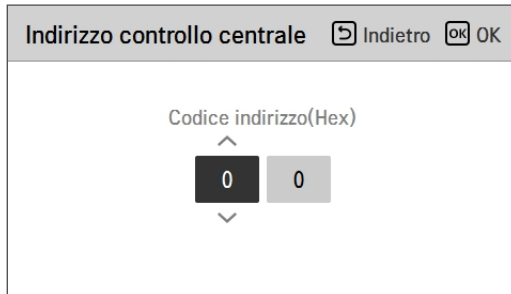 Indirizzo controllo centrale Indietro OK OK
Codice indirizzo(Hex)
0 0